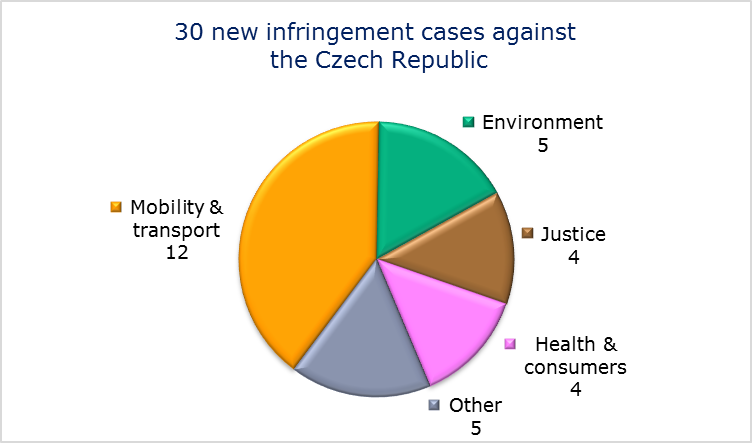 30 new infringement cases against
the Czech Republic
Environment
5
Justice
4
Health &
consumers
4
Other
5
Mobility &
transport
12